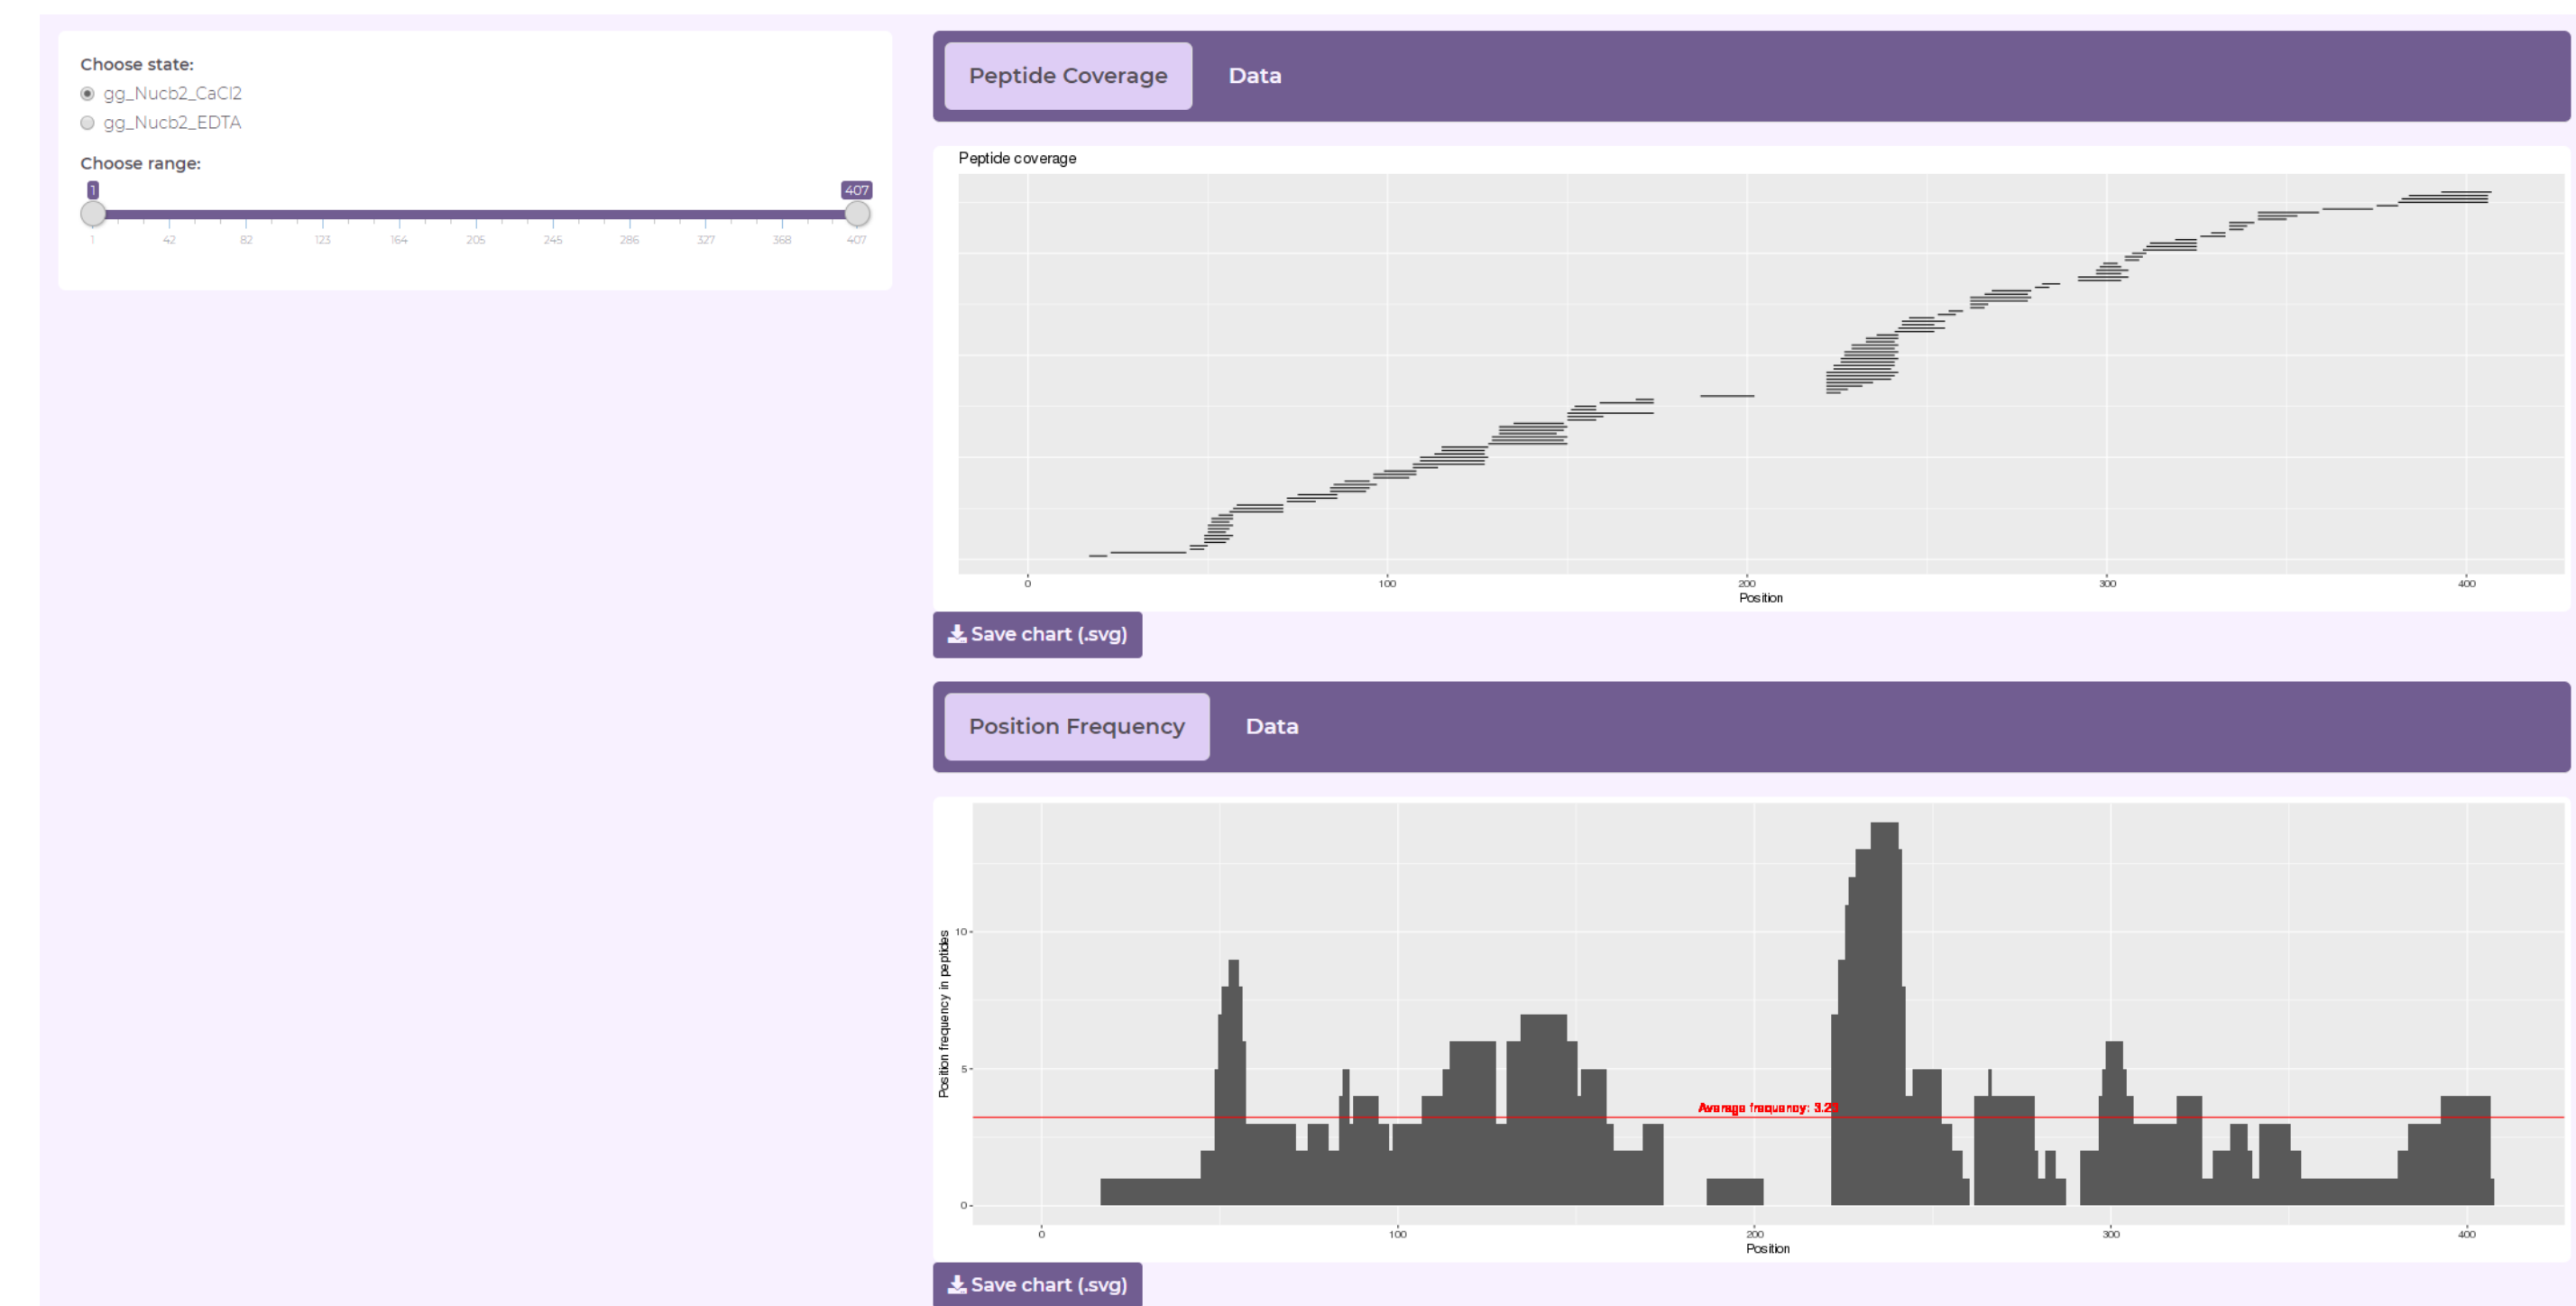 Choose state:
gg_Nucb2_CaCl2
gg_Nucb2_EDTA
Choose range:
1 407
1 42 82 123 164 205 245 286 327 368 407
Peptide Coverage Data
Peptide coverage
0 100 200 300 400
Position
Save chart (.svg)
Position Frequency Data
Position frequency in peptides
10
5
0
Average frequency:
0 100 200 300 400
Position
Save chart (.svg)